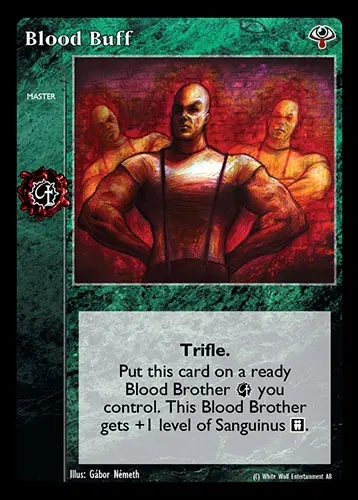 Blood Buff
MASTER
Trifle.
Put this card on a ready
Blood Brother you
control. This Blood Brother
gets +1 level of Sanguinus.
Illus: Gábor Németh
(C) White Wolf Entertainment AB